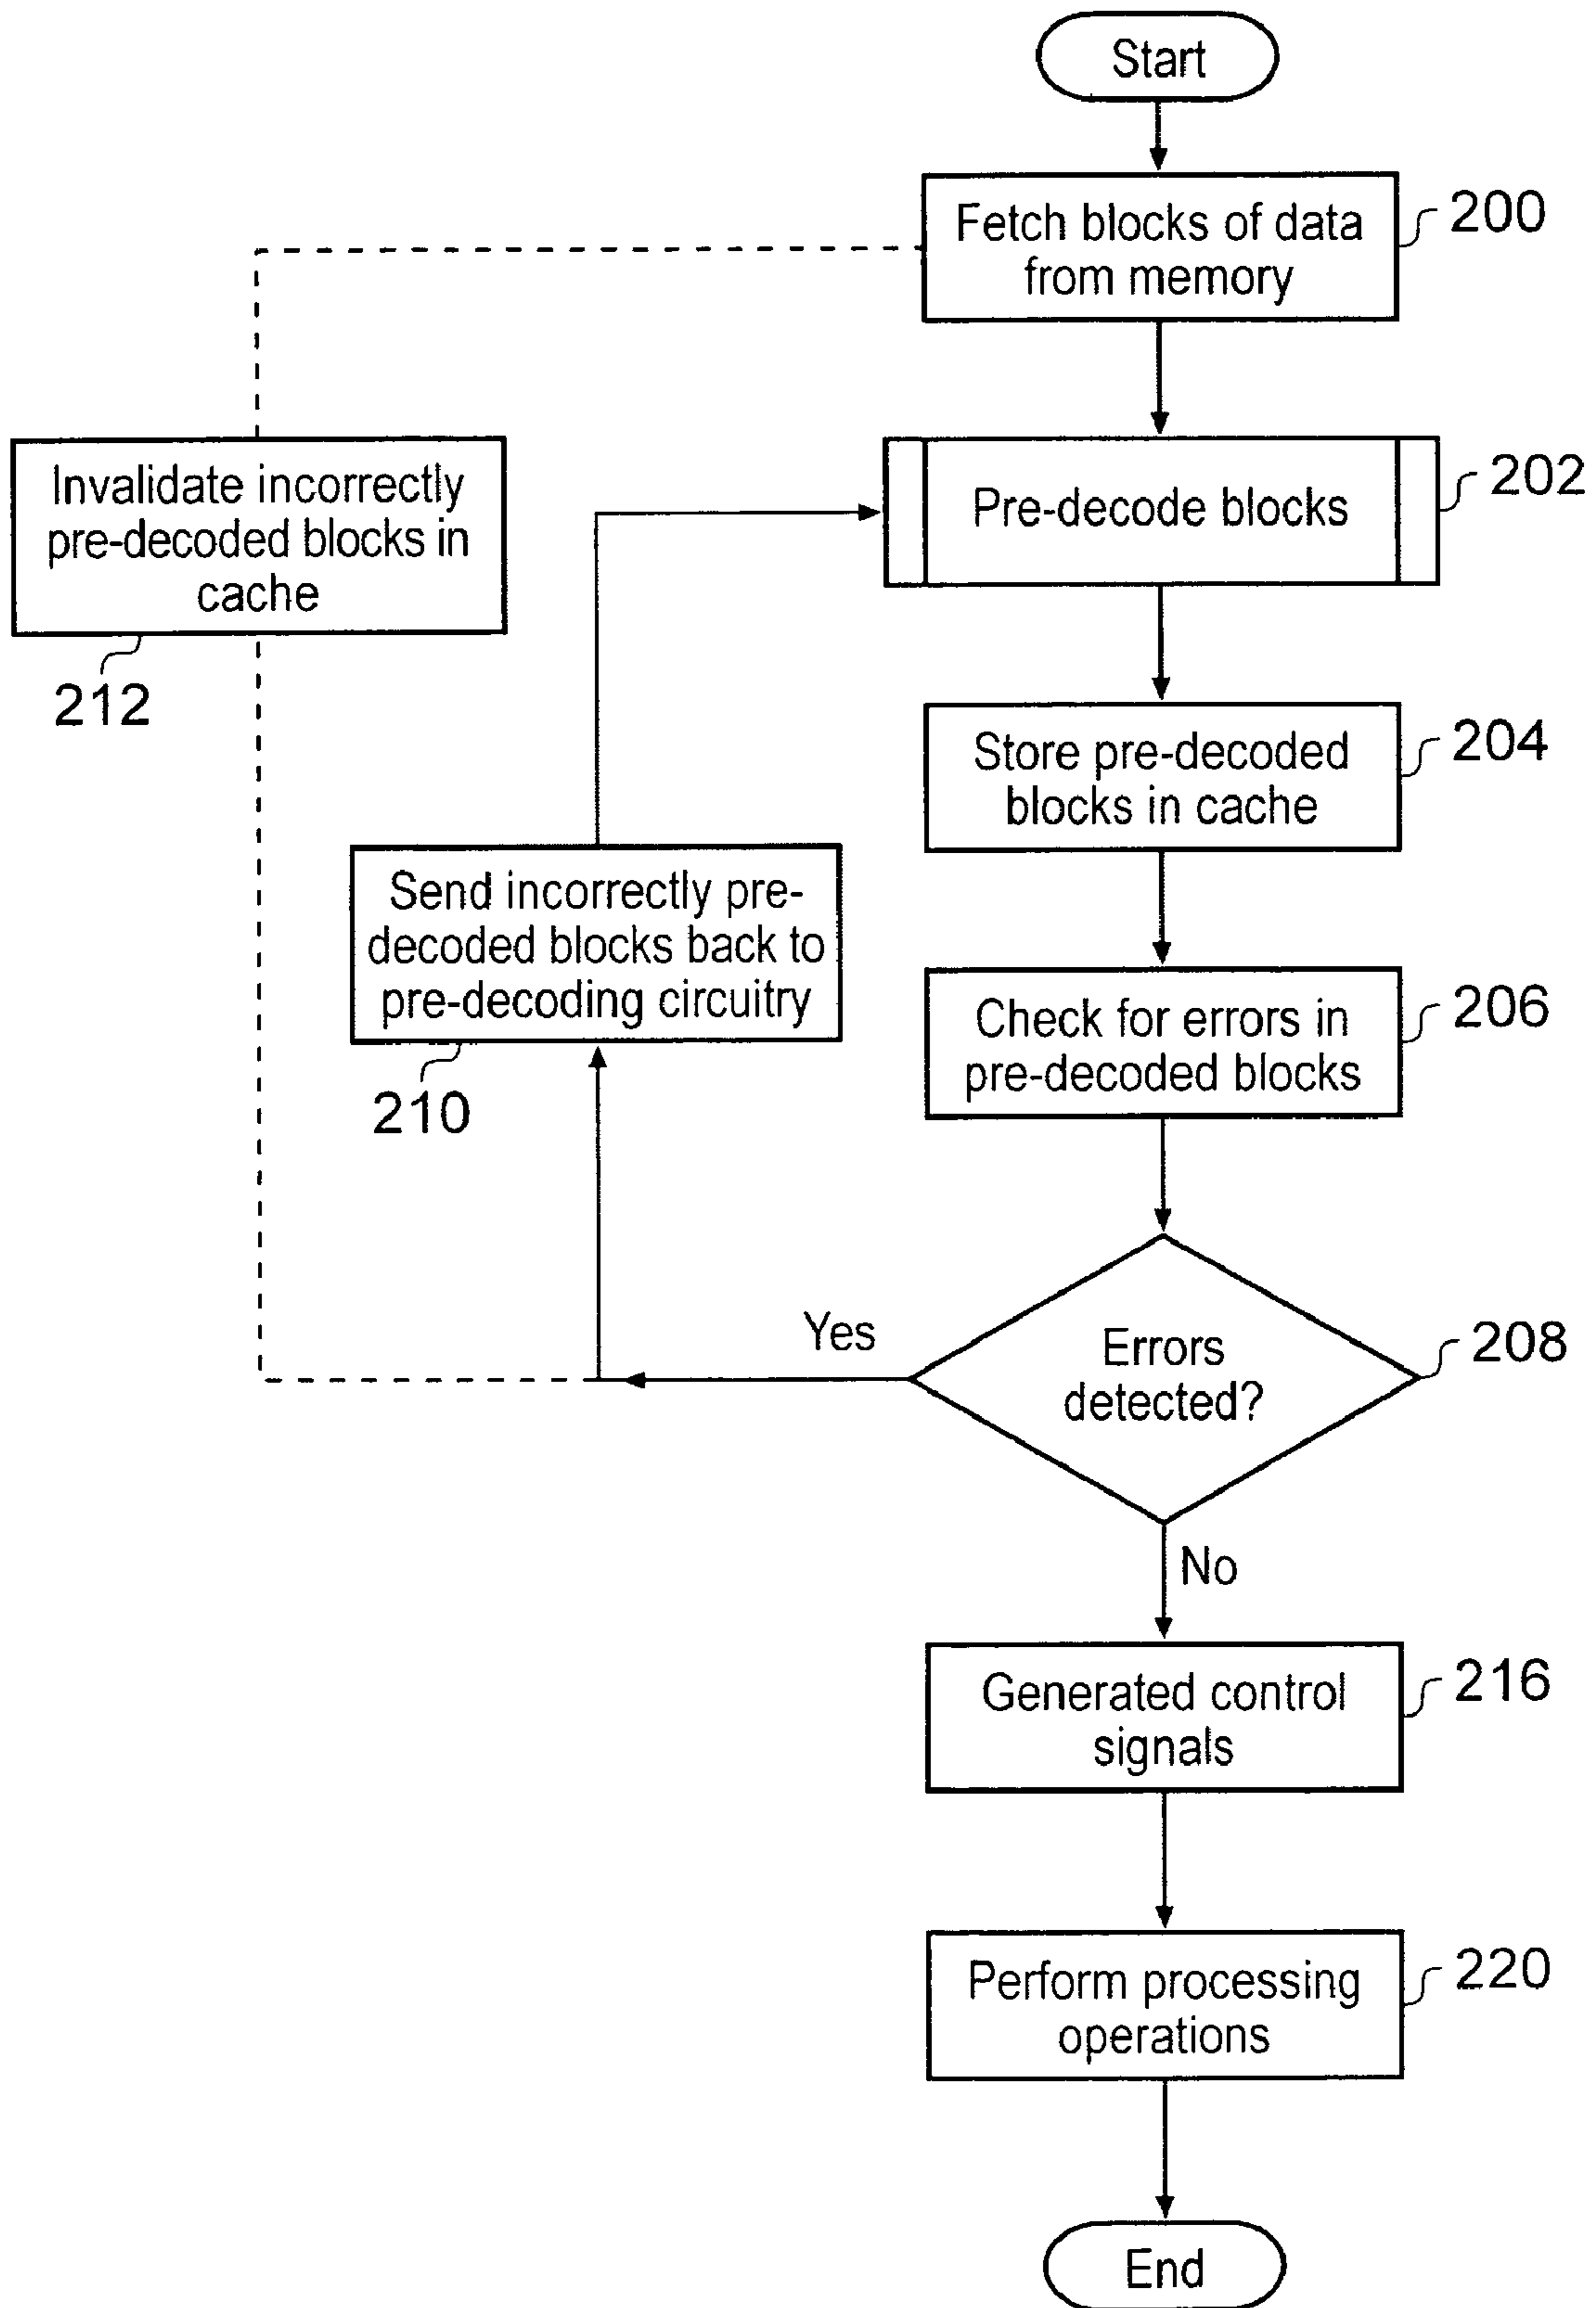 Start
Fetch blocks of data
from memory
200
Invalidate incorrectly
pre-decoded blocks in
cache
212
Pre-decode blocks
202
Store pre-decoded
blocks in cache
204
Send incorrectly pre-
decoded blocks back to
pre-decoding circuitry
210
Check for errors in
pre-decoded blocks
206
Yes
Errors
detected?
208
No
Generated control
signals
216
Perform processing
operations
220
End